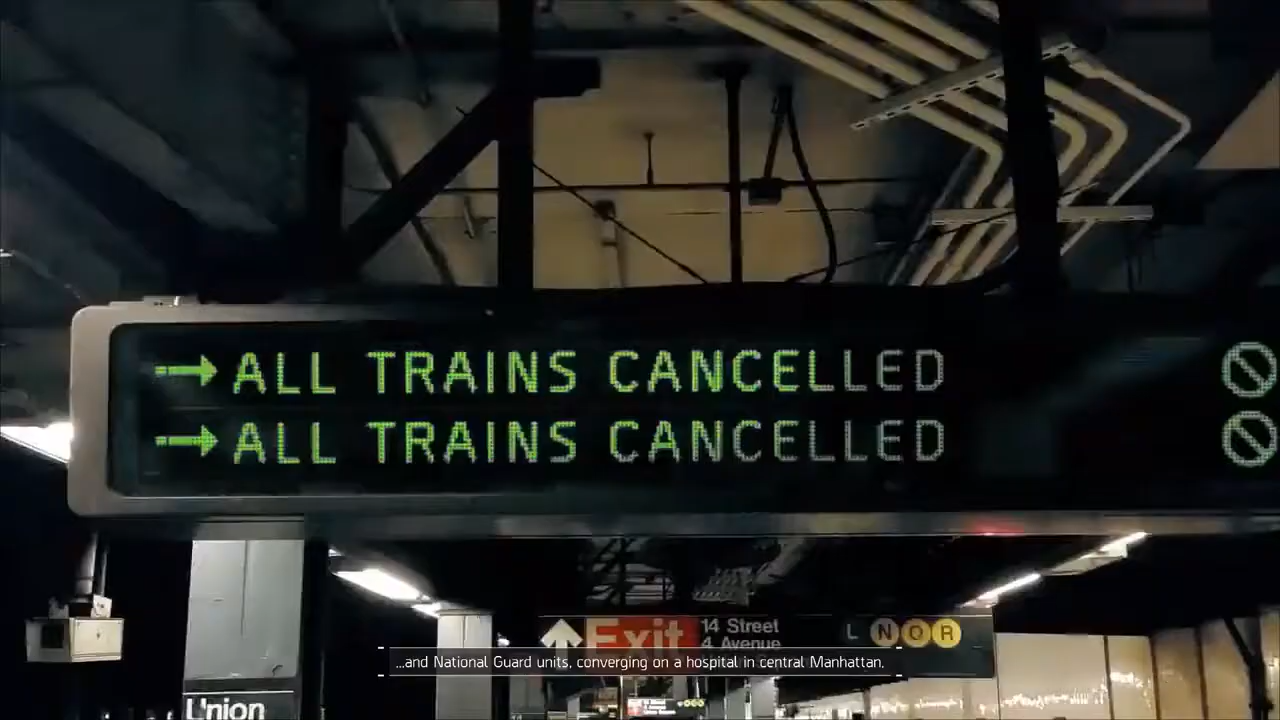 →ALL TRAINS CANCELLED
→ALL TRAINS CANCELLED
Exit 14 Street
4 Avenue
L N Q R
...and National Guard units, converging on a hospital in central Manhattan.
Union